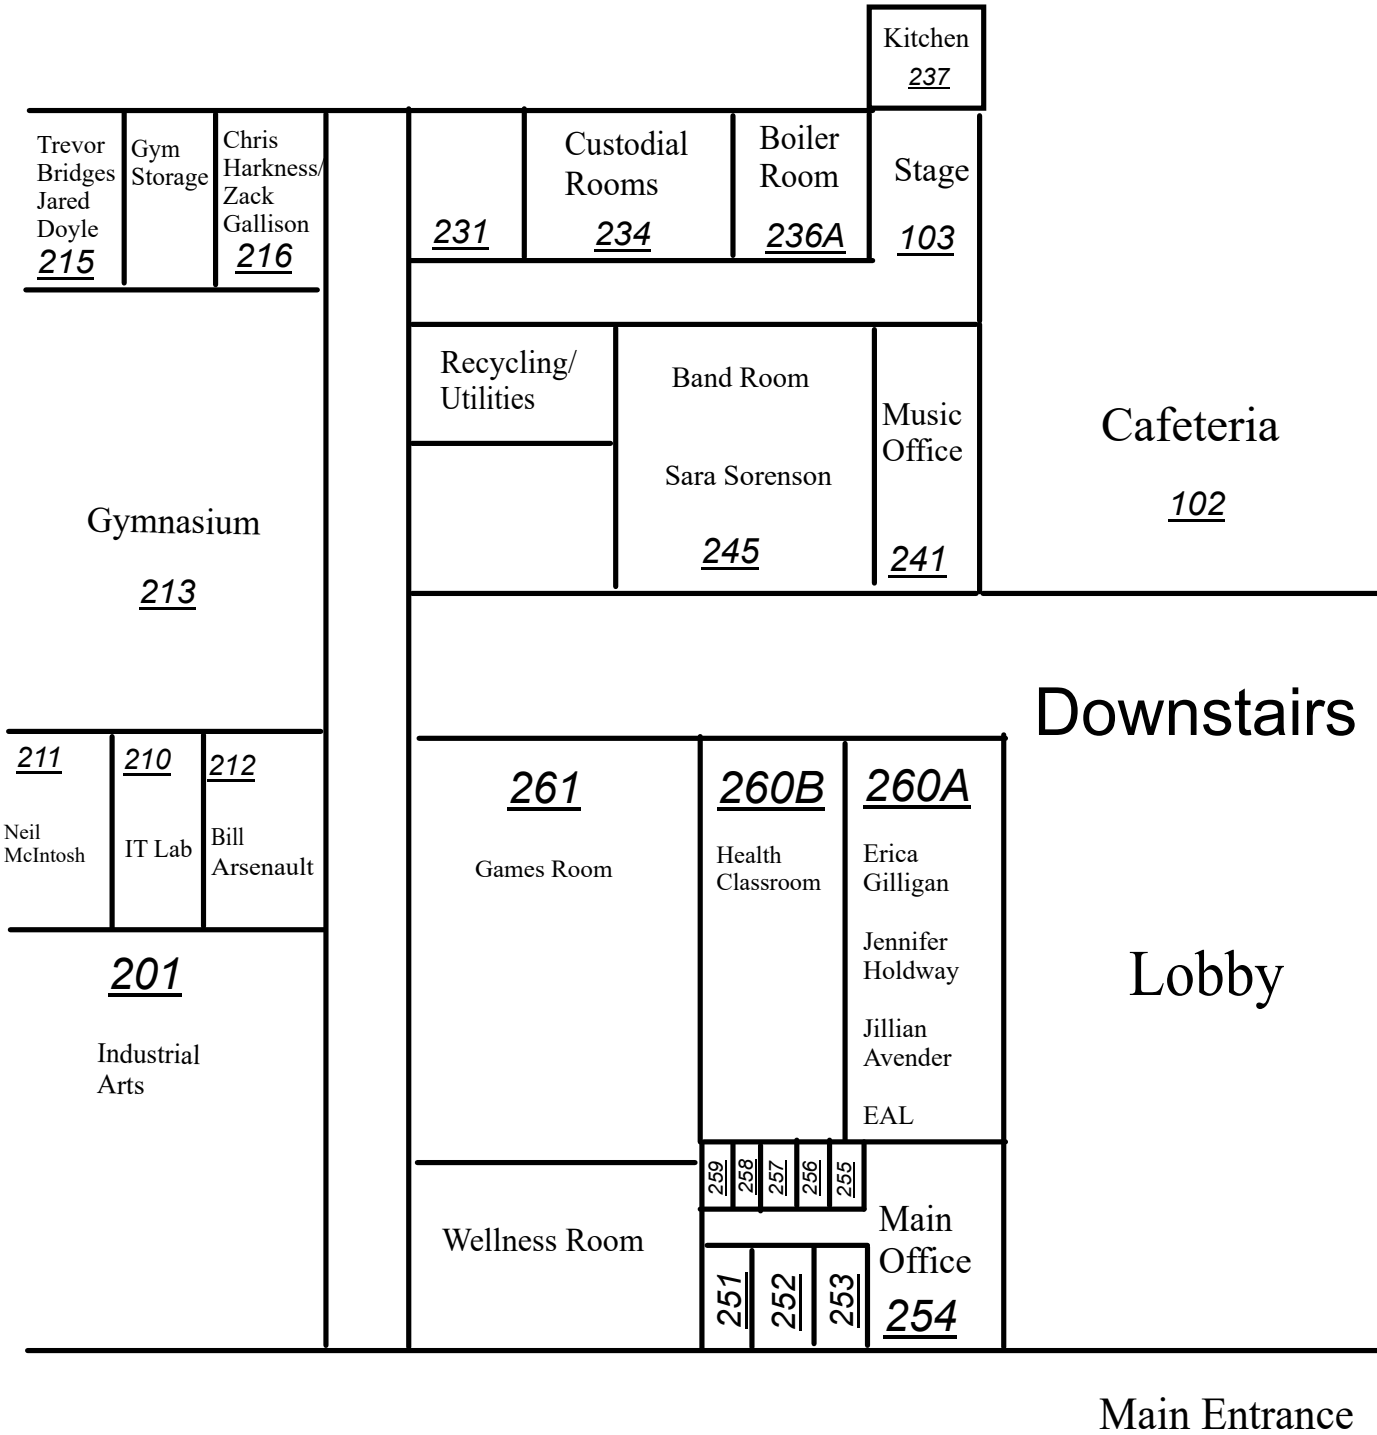 Kitchen
237
Trevor
Bridges
Jared
Doyle
215
Gym
Storage
Chris
Harkness/
Zack
Gallison
216
231
Custodial
Rooms
234
Boiler
Room
236A
Stage
103
Recycling/
Utilities
Band Room
Sara Sorenson
245
Music
Office
241
Cafeteria
102
Gymnasium
213
Downstairs
211
Neil
McIntosh
210
IT Lab
212
Bill
Arsenault
261
Games Room
260B
Health
Classroom
260A
Erica
Gilligan
Jennifer
Holdway
Jillian
Avender
EAL
Lobby
201
Industrial
Arts
259
258
257
256
255
Wellness Room
251
252
253
Main
Office
254
Main Entrance